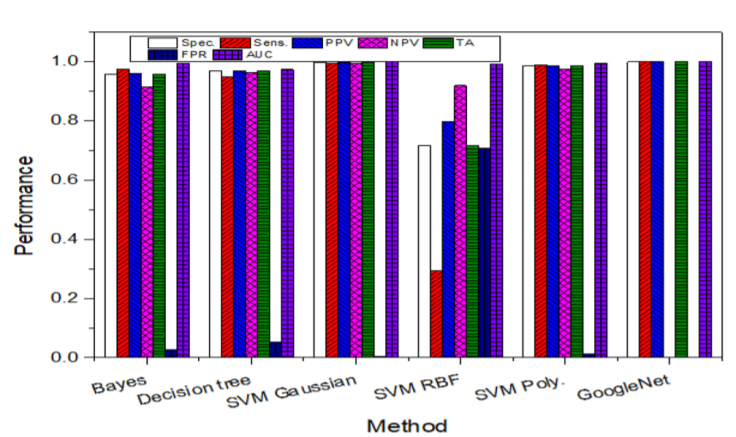 Spec. Sens. PPV NPV TA
FPR AUC
1.0
0.8
0.6
0.4
0.2
0.0
Performance
Bayes Decision tree SVM Gaussian SVM RBF SVM Poly. GoogleNet
Method